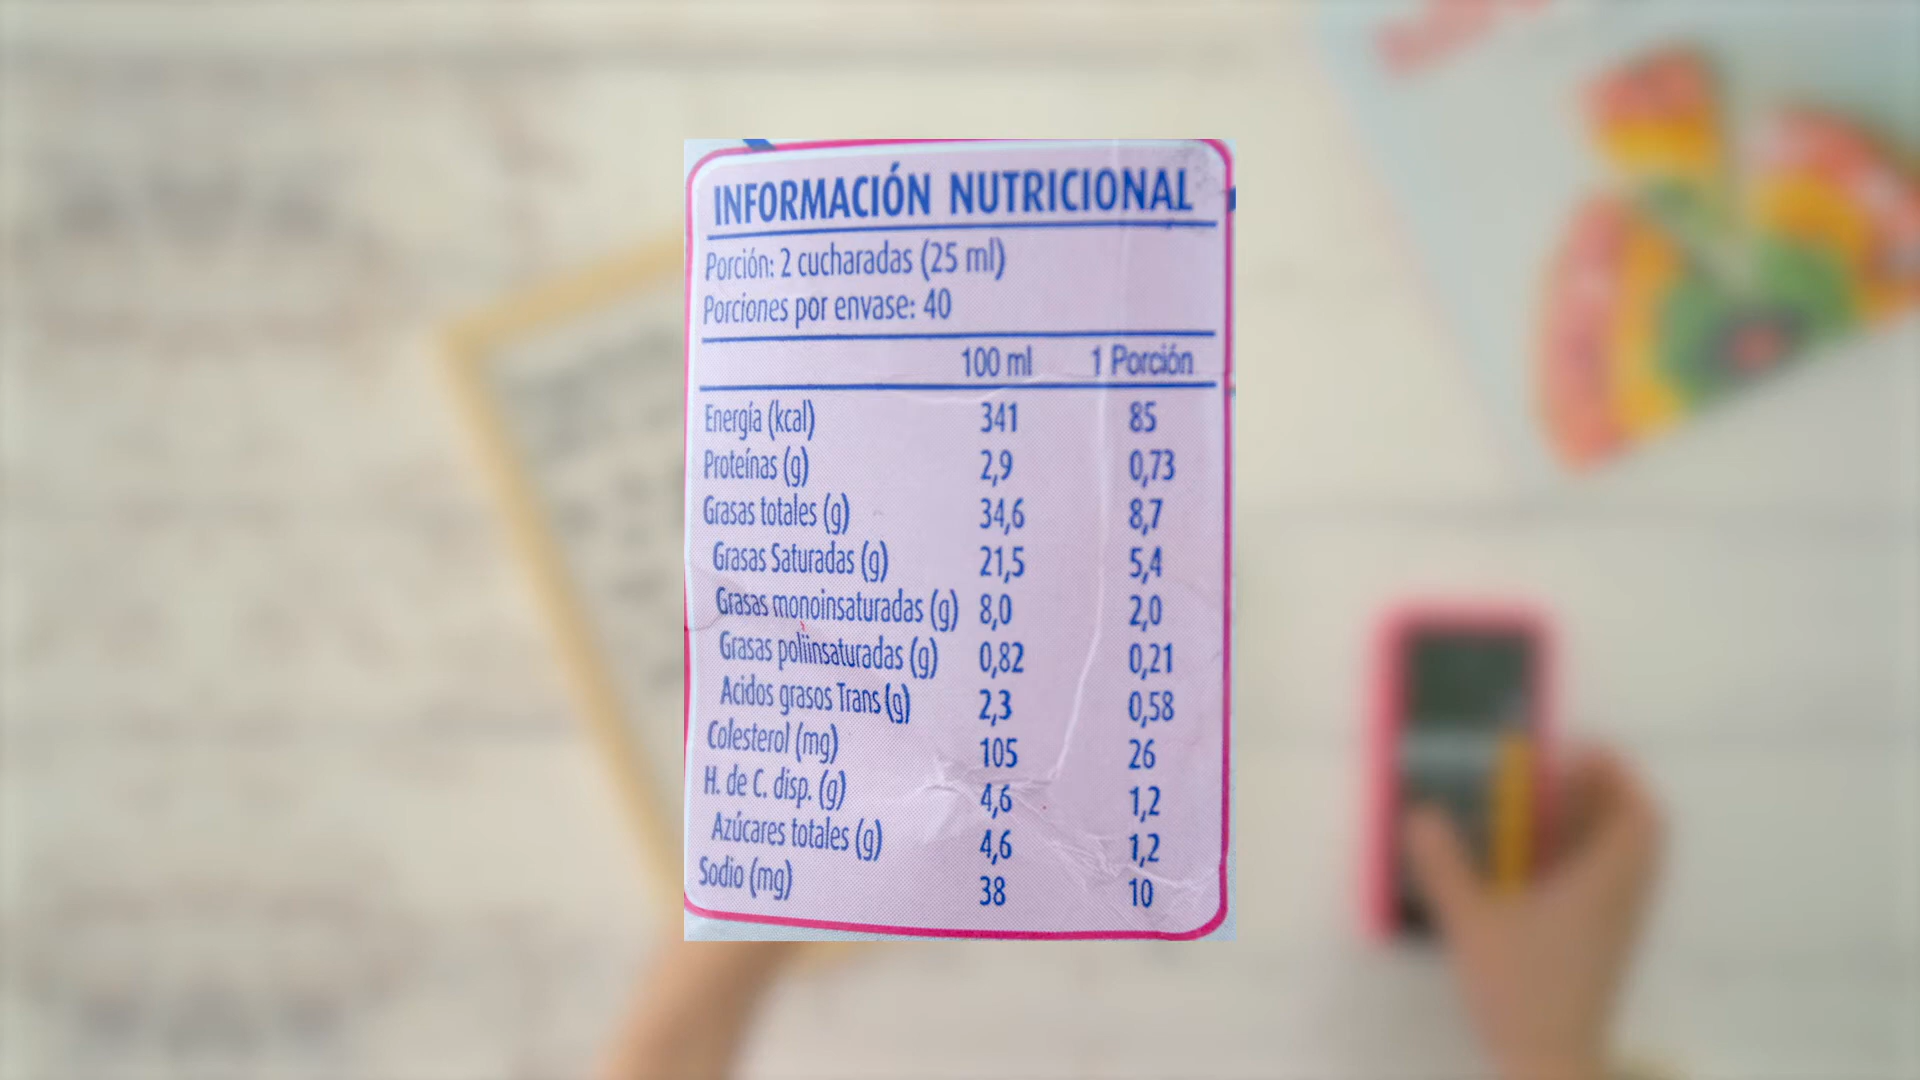 INFORMACIÓN NUTRICIONAL
Porción: 2 cucharadas (25 ml)
Porciones por envase: 40
100 ml 1 Porción
Energía (kcal) 341 85
Proteínas (g) 2,9 0,73
Grasas totales (g) 34,6 8,7
Grasas Saturadas (g) 21,5 5,4
Grasas monoinsaturadas (g) 8,0 2,0
Grasas poliinsaturadas (g) 0,82 0,21
Acidos grasos Trans (g) 2,3 0,58
Colesterol (mg) 105 26
H. de C. disp. (g) 4,6 1,2
Azúcares totales (g) 4,6 1,2
Sodio (mg) 38 10